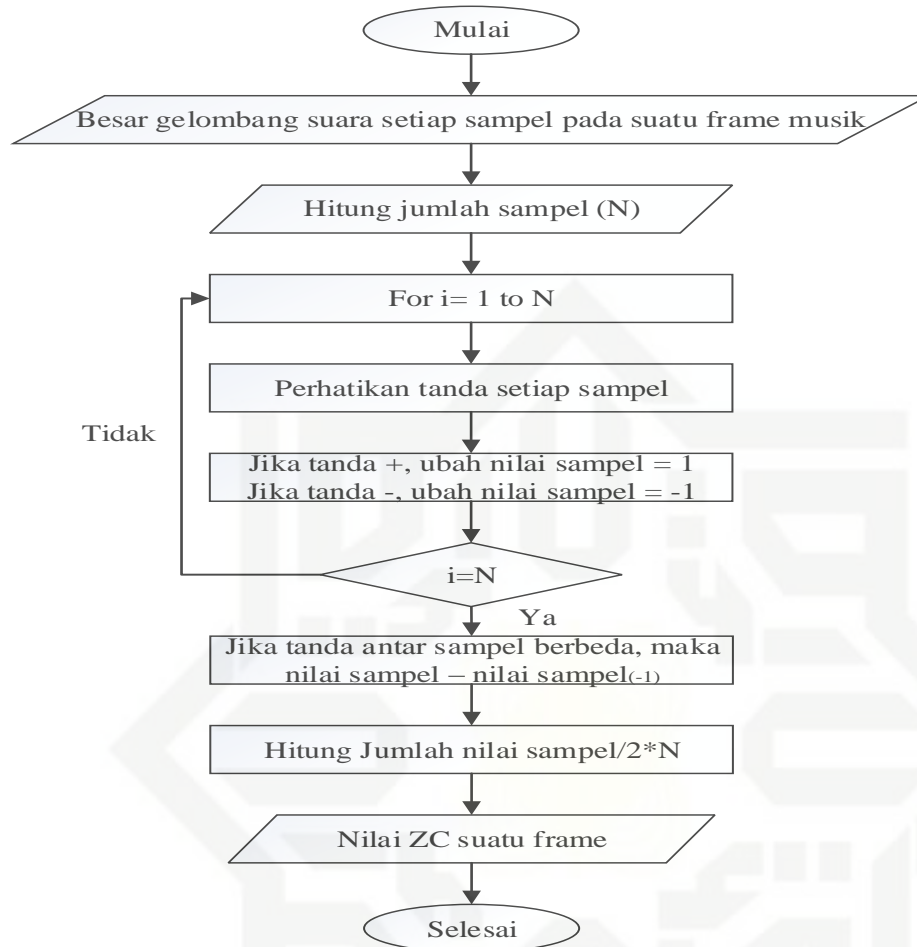 Mulai
Besar gelombang suara setiap sampel pada suatu frame musik
Hitung jumlah sampel (N)
For i= 1 to N
Perhatikan tanda setiap sampel
Tidak
Jika tanda +, ubah nilai sampel = 1
Jika tanda -, ubah nilai sampel = -1
i=N
Ya
Jika tanda antar sampel berbeda, maka
nilai sampel – nilai sampel(-1)
Hitung Jumlah nilai sampel/2*N
Nilai ZC suatu frame
Selesai